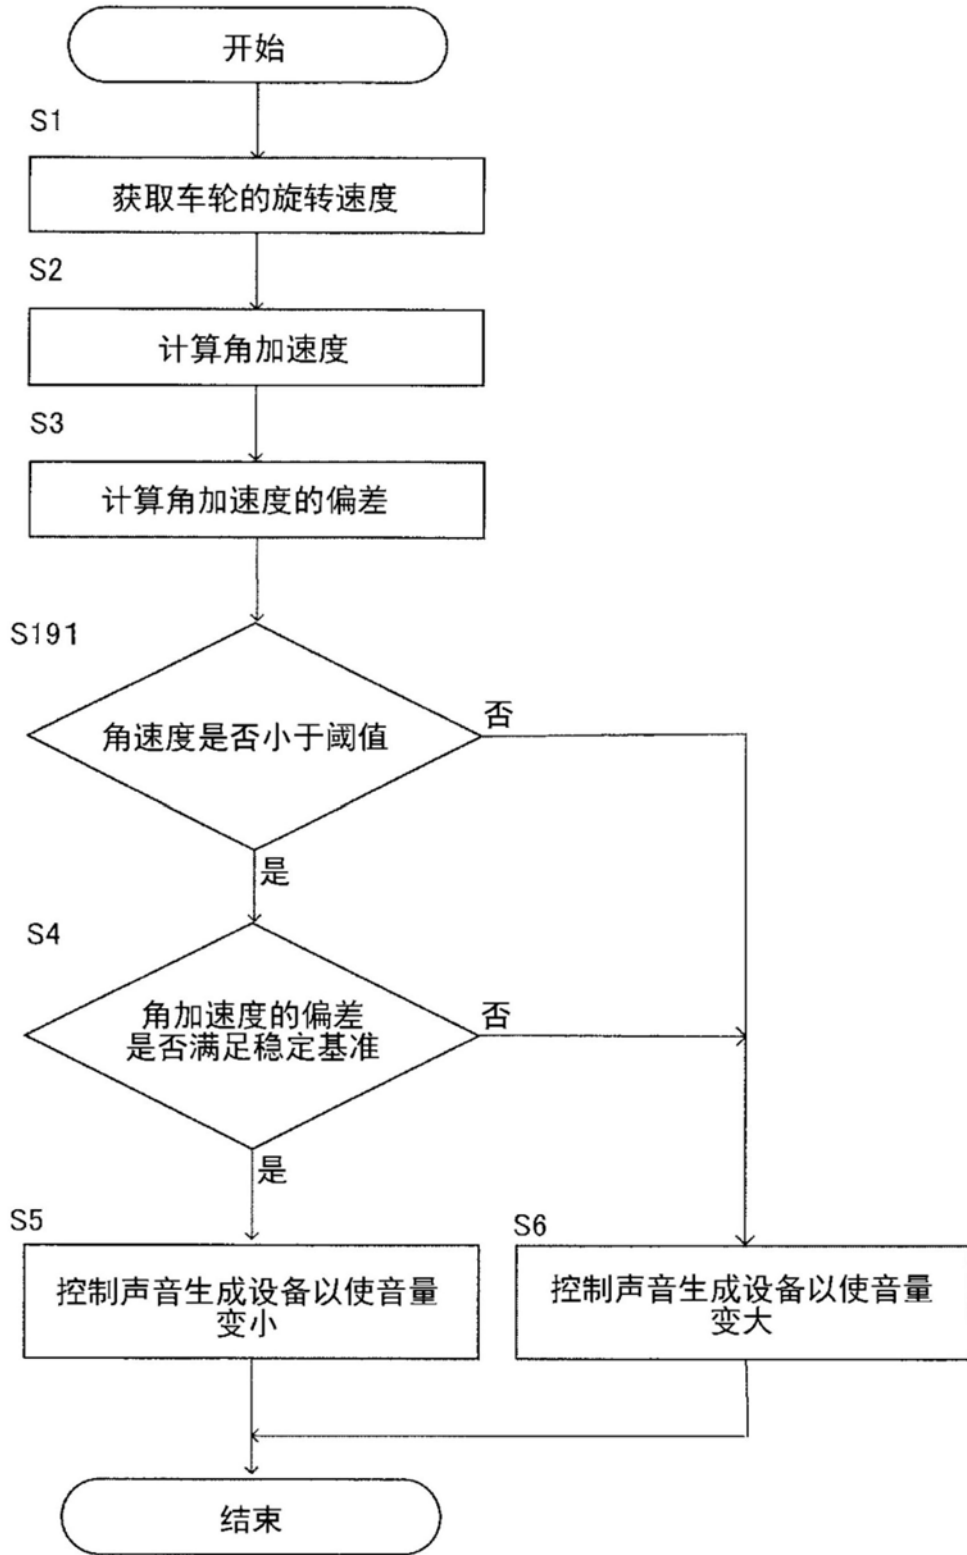 开始
S1
获取车轮的旋转速度
S2
计算角加速度
S3
计算角加速度的偏差
S191
角速度是否小于阈值
否
是
S4
角加速度的偏差
是否满足稳定基准
否
是
S5
控制声音生成设备以使音量
变小
S6
控制声音生成设备以使音量
变大
结束